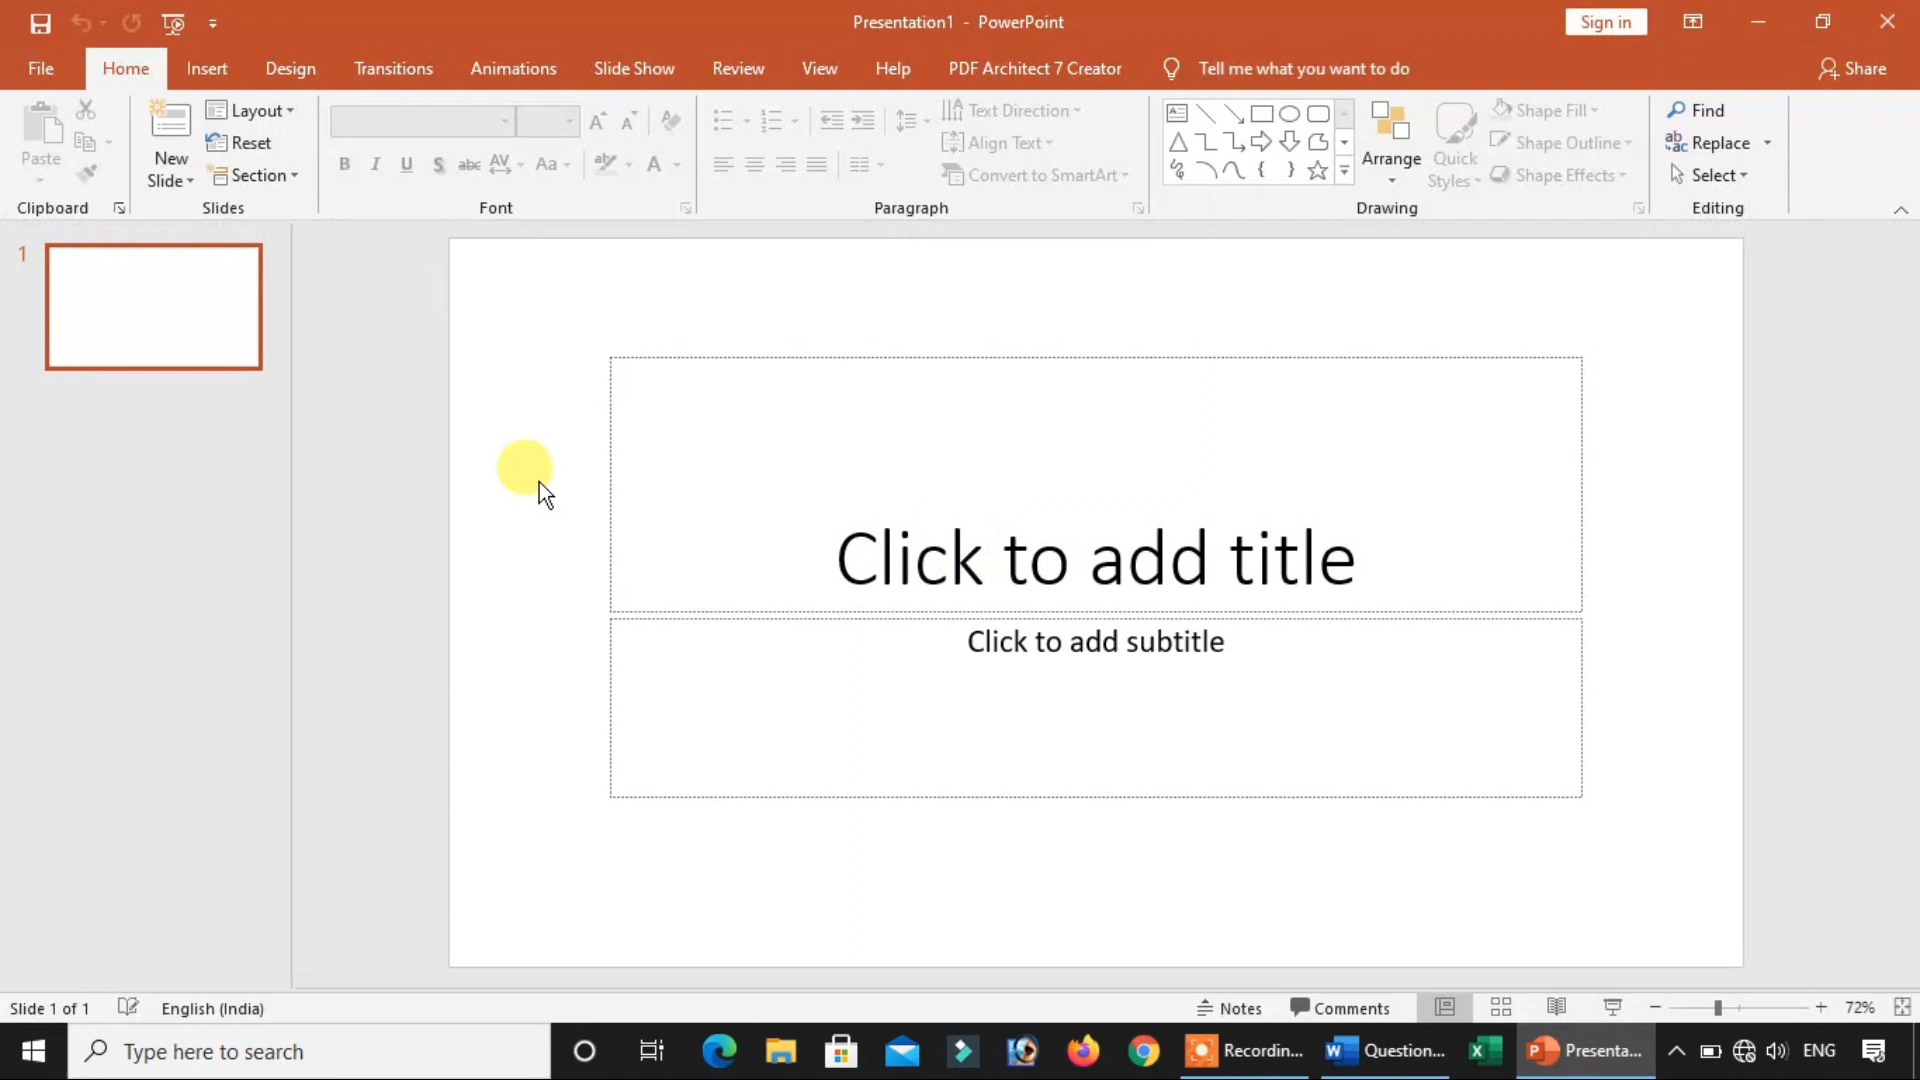 Presentation1 - PowerPoint
Sign in
File Home Insert Design Transitions Animations Slide Show Review View Help PDF Architect 7 Creator Tell me what you want to do Share
Paste
New Slide
Layout
Reset
Section
B I U S abc AV Aa A
Text Direction
Align Text
Convert to SmartArt
Arrange
Quick Styles
Shape Fill
Shape Outline
Shape Effects
Find
Replace
Select
Clipboard Slides Font Paragraph Drawing Editing
1
Click to add title
Click to add subtitle
Slide 1 of 1 English (India) Notes Comments 72%
Type here to search Recordin... Question... Presenta... ENG